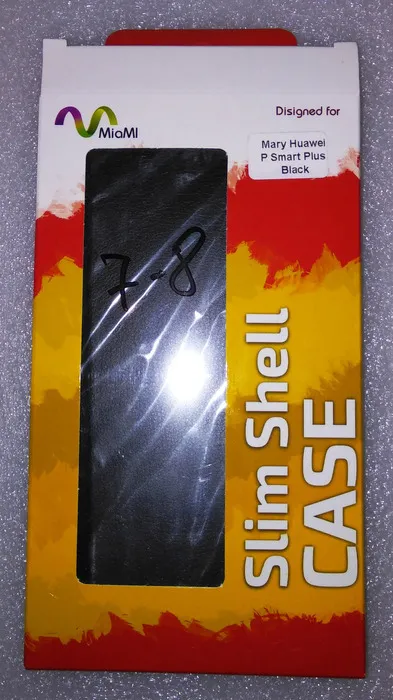 MiaMI
Disigned for
Mary Huawei
P Smart Plus
Black
7-8
Slim Shell
CASE